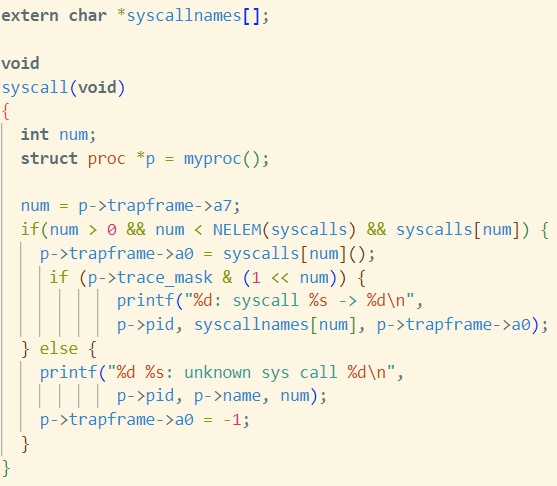 extern char *syscallnames[];

void
syscall(void)
{
  int num;
  struct proc *p = myproc();

  num = p->trapframe->a7;
  if(num > 0 && num < NELEM(syscalls) && syscalls[num]) {
    p->trapframe->a0 = syscalls[num]();
     if (p->trace_mask & (1 << num)) {
            printf("%d: syscall %s -> %d\n",
            p->pid, syscallnames[num], p->trapframe->a0);
  } else {
    printf("%d %s: unknown sys call %d\n",
            p->pid, p->name, num);
    p->trapframe->a0 = -1;
  }
}